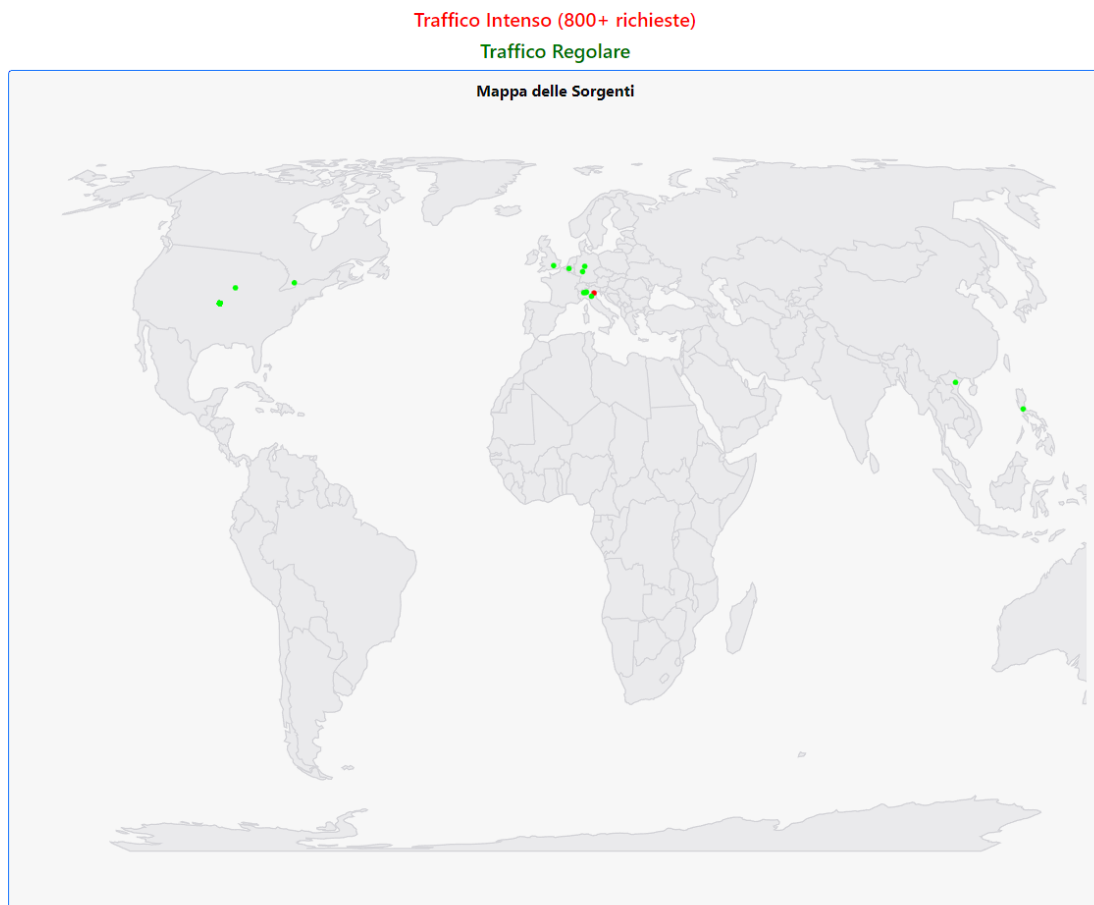 Traffico Intenso (800+ richieste)
Traffico Regolare
Mappa delle Sorgenti